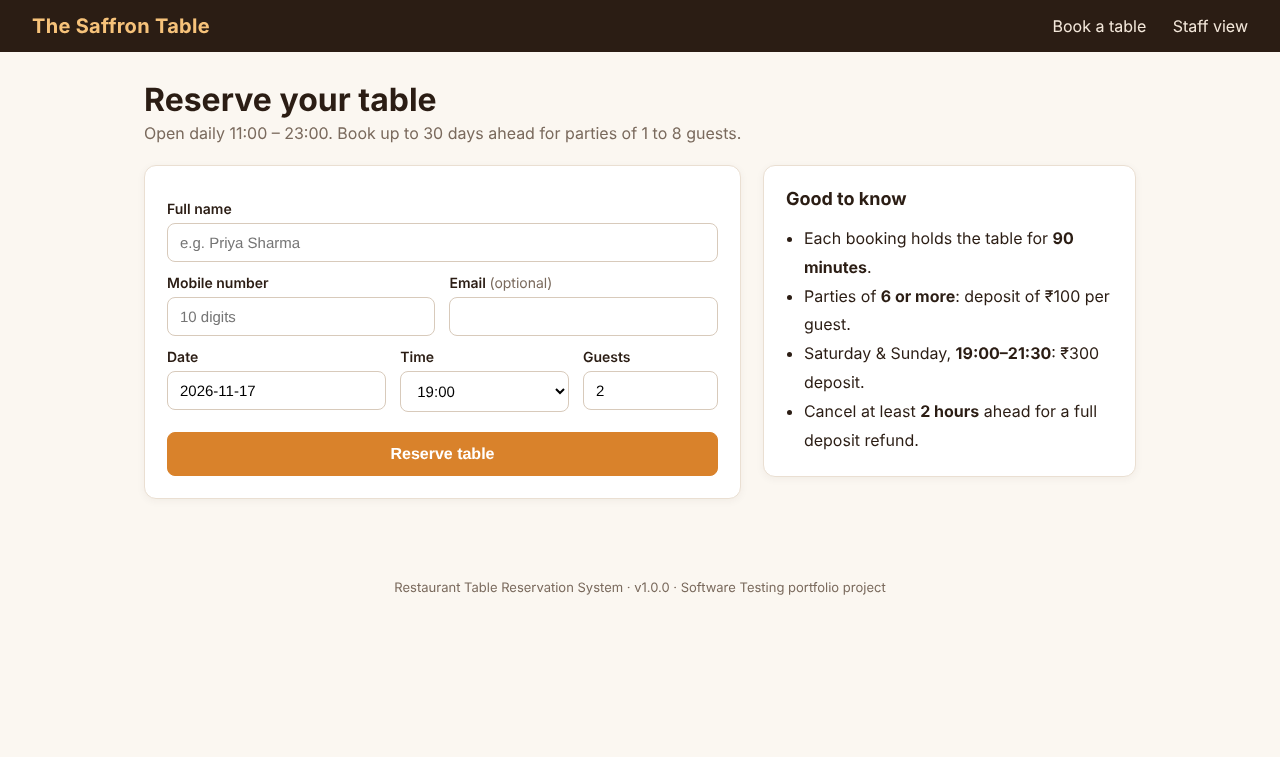 The Saffron Table
Book a table
Staff view
Reserve your table
Open daily 11:00 – 23:00. Book up to 30 days ahead for parties of 1 to 8 guests.
Full name
e.g. Priya Sharma
Mobile number
Email (optional)
10 digits
Date
Time
Guests
2026-11-17
19:00
2
Reserve table
Good to know
• Each booking holds the table for 90
minutes.
• Parties of 6 or more: deposit of ₹100 per
guest.
• Saturday & Sunday, 19:00–21:30: ₹300
deposit.
• Cancel at least 2 hours ahead for a full
deposit refund.
Restaurant Table Reservation System · v1.0.0 · Software Testing portfolio project